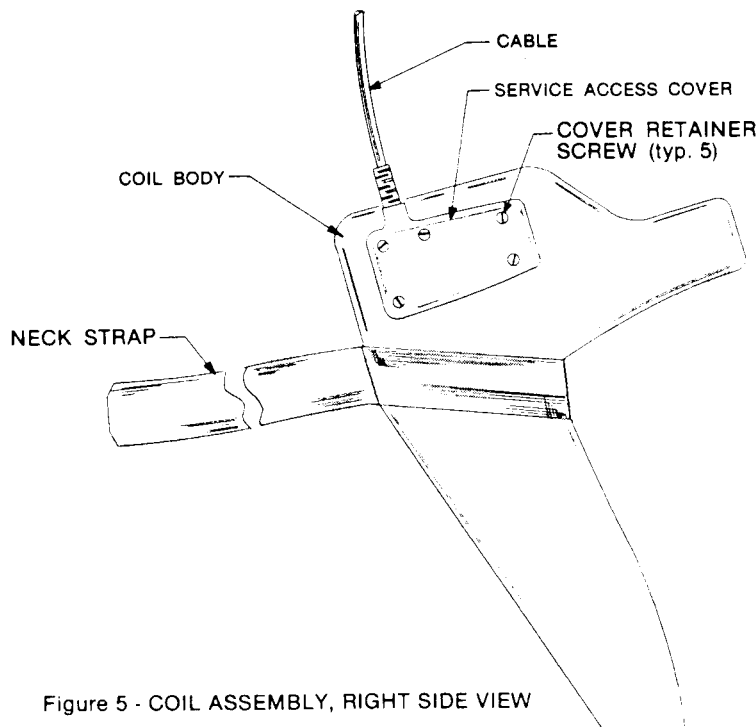 CABLE
SERVICE ACCESS COVER
COVER RETAINER
SCREW (typ. 5)
COIL BODY
NECK STRAP
Figure 5 - COIL ASSEMBLY, RIGHT SIDE VIEW